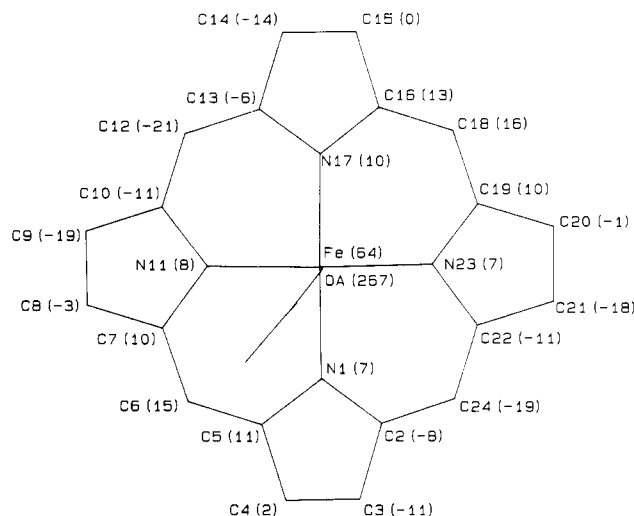 C14 (-14) C15 (0)
C13 (-6) C16 (13)
C12 (-21) C18 (16)
N17 (10)
C10 (-11) C19 (10)
C9 (-19) C20 (-1)
Fe (54)
N11 (8) N23 (7)
OA (257)
C8 (-3) C21 (-18)
C7 (10) C22 (-11)
N1 (7)
C6 (15) C24 (-19)
C5 (11) C2 (-8)
C4 (2) C3 (-11)